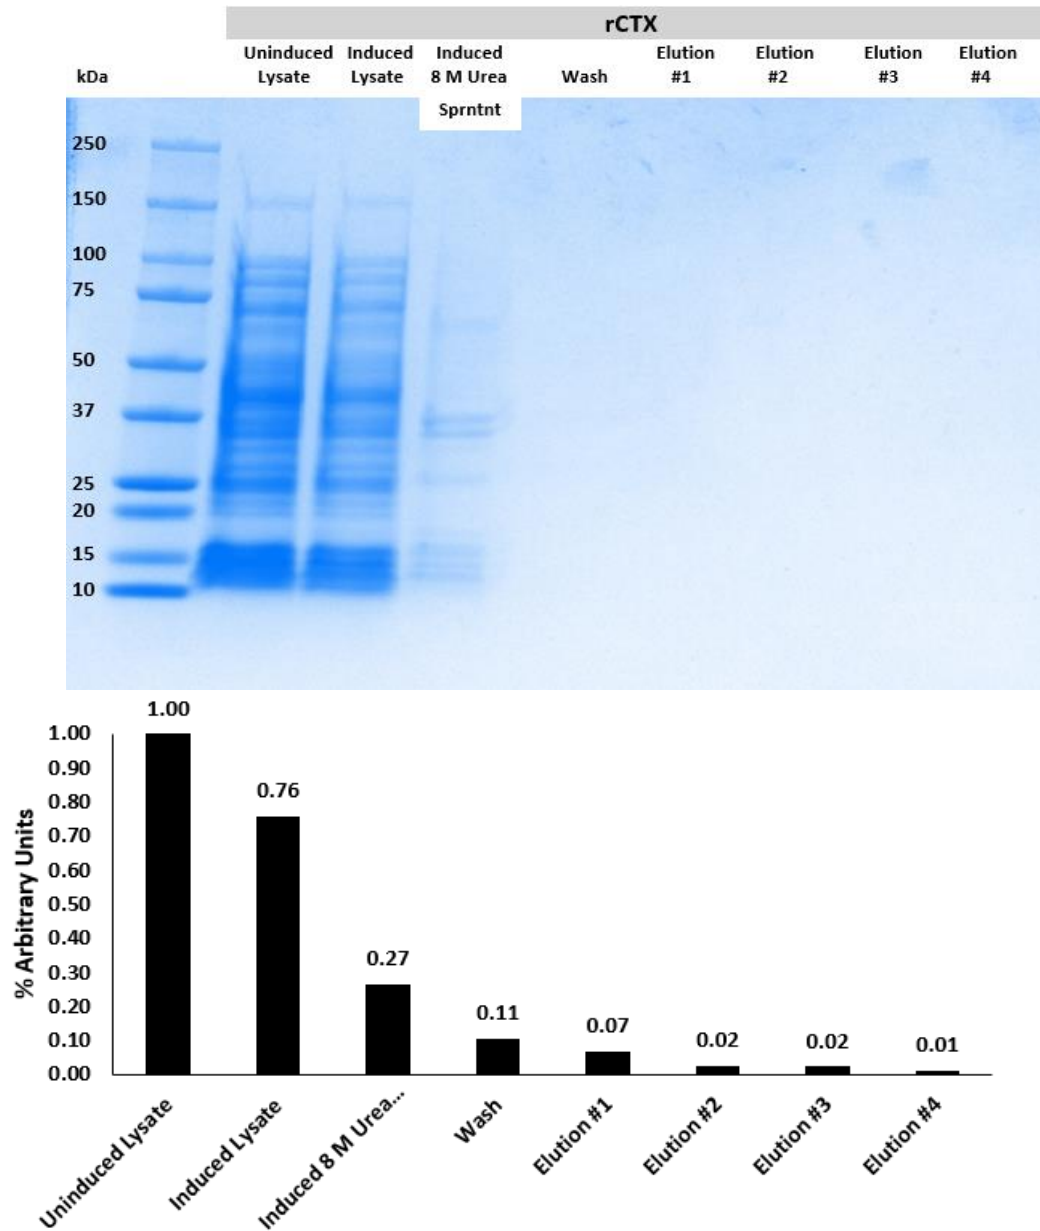 rCTX
kDa
Uninduced Lysate
Induced Lysate
Induced 8 M Urea Sprntnt
Wash
Elution #1
Elution #2
Elution #3
Elution #4
250
150
100
75
50
37
25
20
15
10
% Arbitrary Units
1.00
0.90
0.80
0.70
0.60
0.50
0.40
0.30
0.20
0.10
0.00
1.00
0.76
0.27
0.11
0.07
0.02
0.02
0.01
Uninduced Lysate
Induced Lysate
Induced 8 M Urea...
Wash
Elution #1
Elution #2
Elution #3
Elution #4